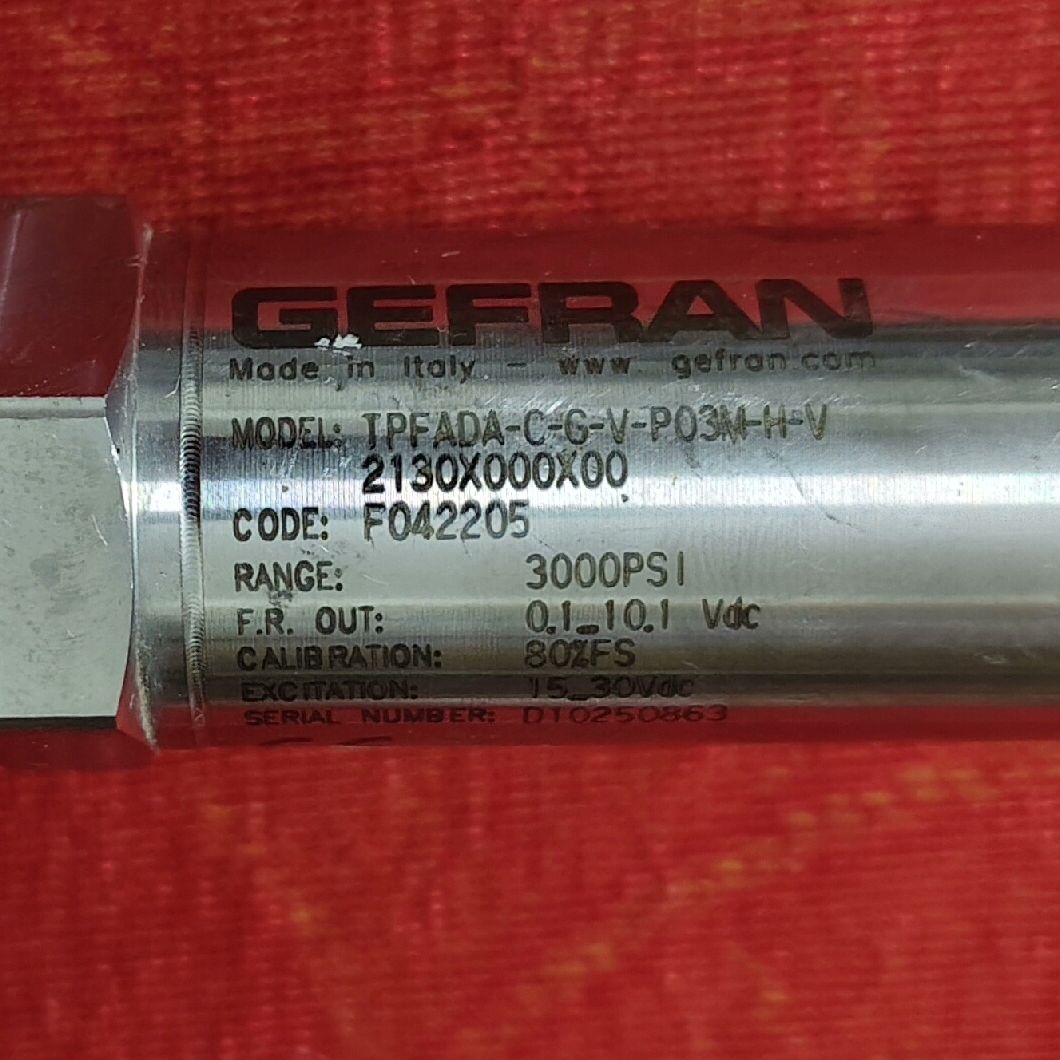 GEFRAN
Made in Italy - www. gefran.com
MODEL: TPFADA-C-G-V-P03M-H-V
2130X000X00
CODE: F042205
RANGE: 3000PSI
F.R. OUT: 0.1_10.1 Vdc
CALIBRATION: 80%FS
EXCITATION: 15_30Vdc
SERIAL NUMBER: D10250863